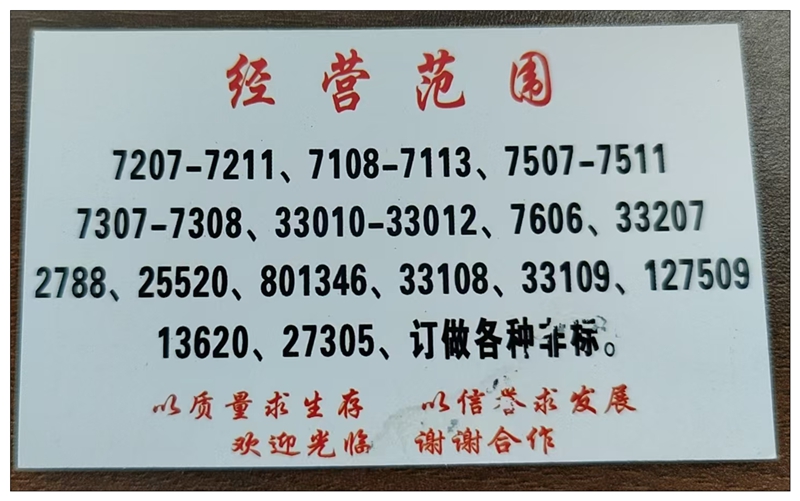 经营范围
7207-7211、7108-7113、7507-7511
7307-7308、33010-33012、7606、33207
2788、25520、801346、33108、33109、127509
13620、27305、订做各种非标。
以质量求生存 以信誉求发展
欢迎光临 谢谢合作